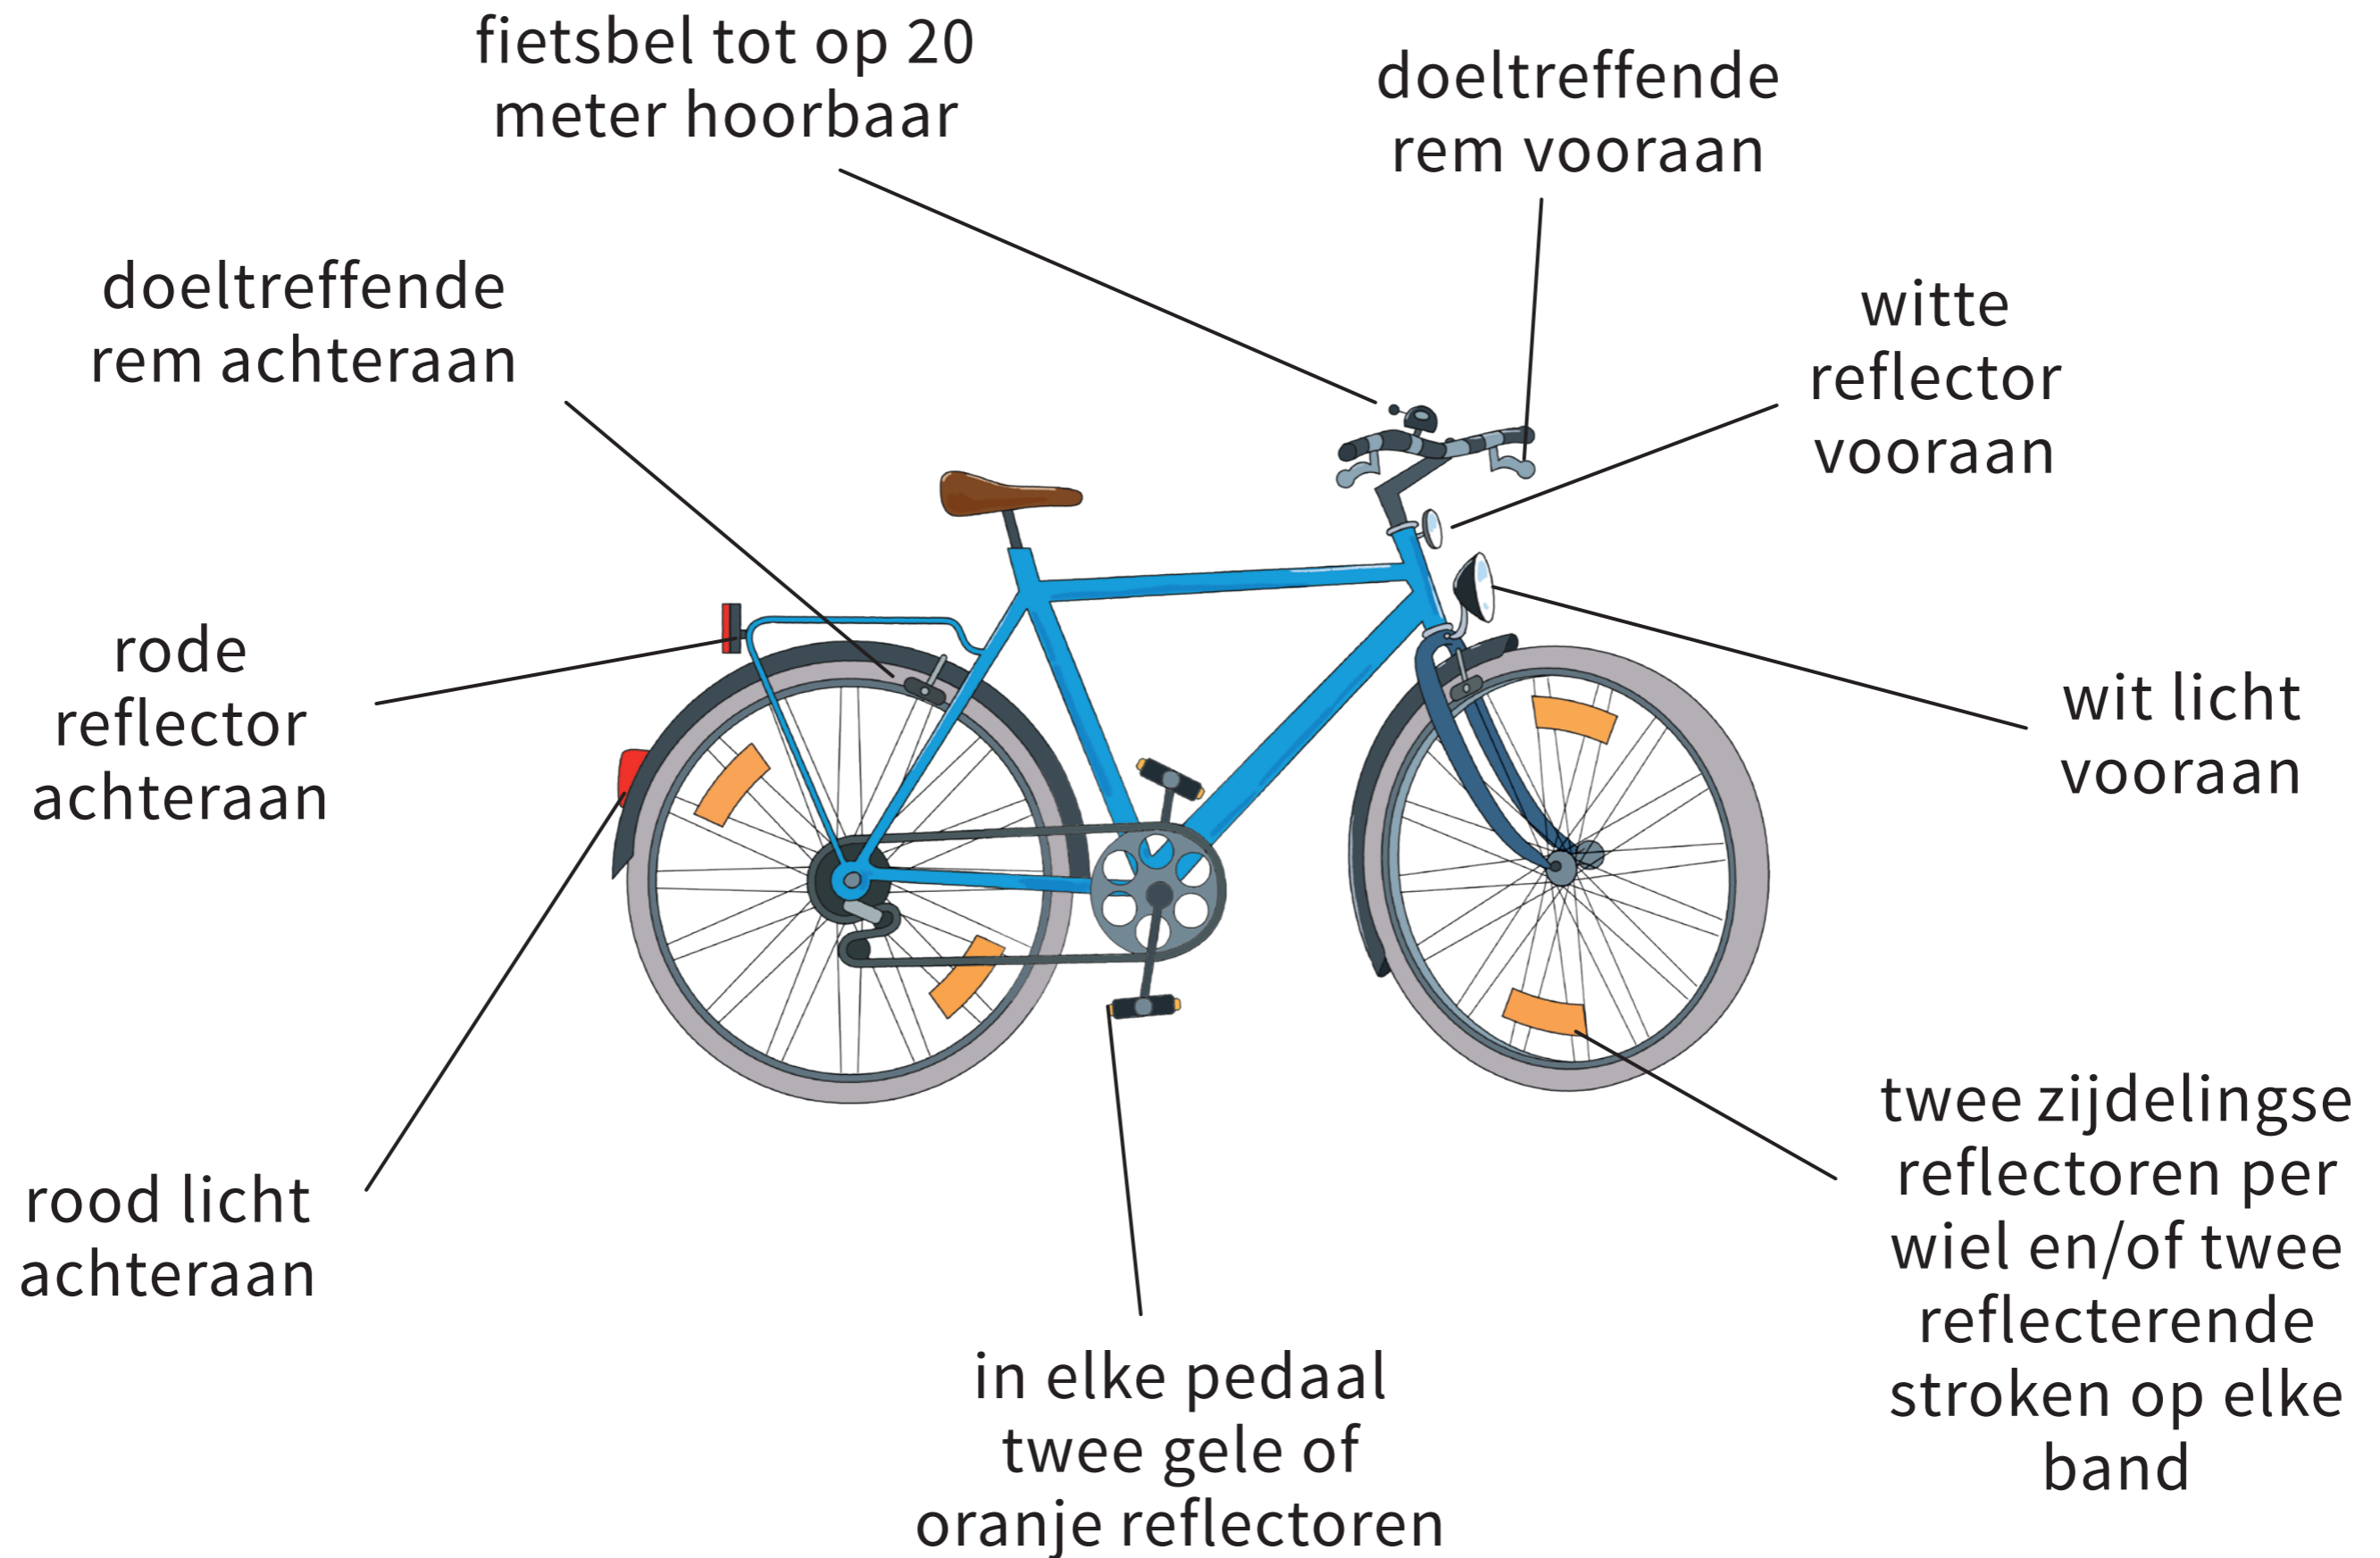 fietsbel tot op 20
meter hoorbaar
doeltreffende
rem vooraan
doeltreffende
rem achteraan
witte
reflector
vooraan
rode
reflector
achteraan
wit licht
vooraan
rood licht
achteraan
twee zijdelingse
reflectoren per
wiel en/of twee
reflecterende
stroken op elke
band
in elke pedaal
twee gele of
oranje reflectoren